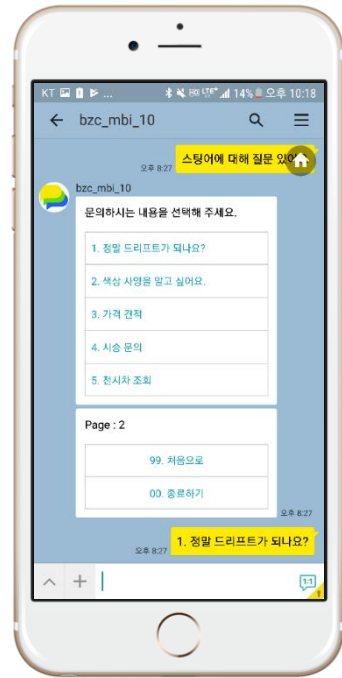 KT ... 14% 오후 10:18
bzc_mbi_10
스팅어에 대해 질문
오후 8:27
bzc_mbi_10
문의하시는 내용을 선택해 주세요.
1. 정말 드리프트가 되나요?
2. 색상 사양을 알고 싶어요.
3. 가격 견적
4. 시승 문의
5. 전시차 조회
Page : 2
99. 처음으로
00. 종료하기
오후 8:27
1. 정말 드리프트가 되나요?
오후 8:27
1:1